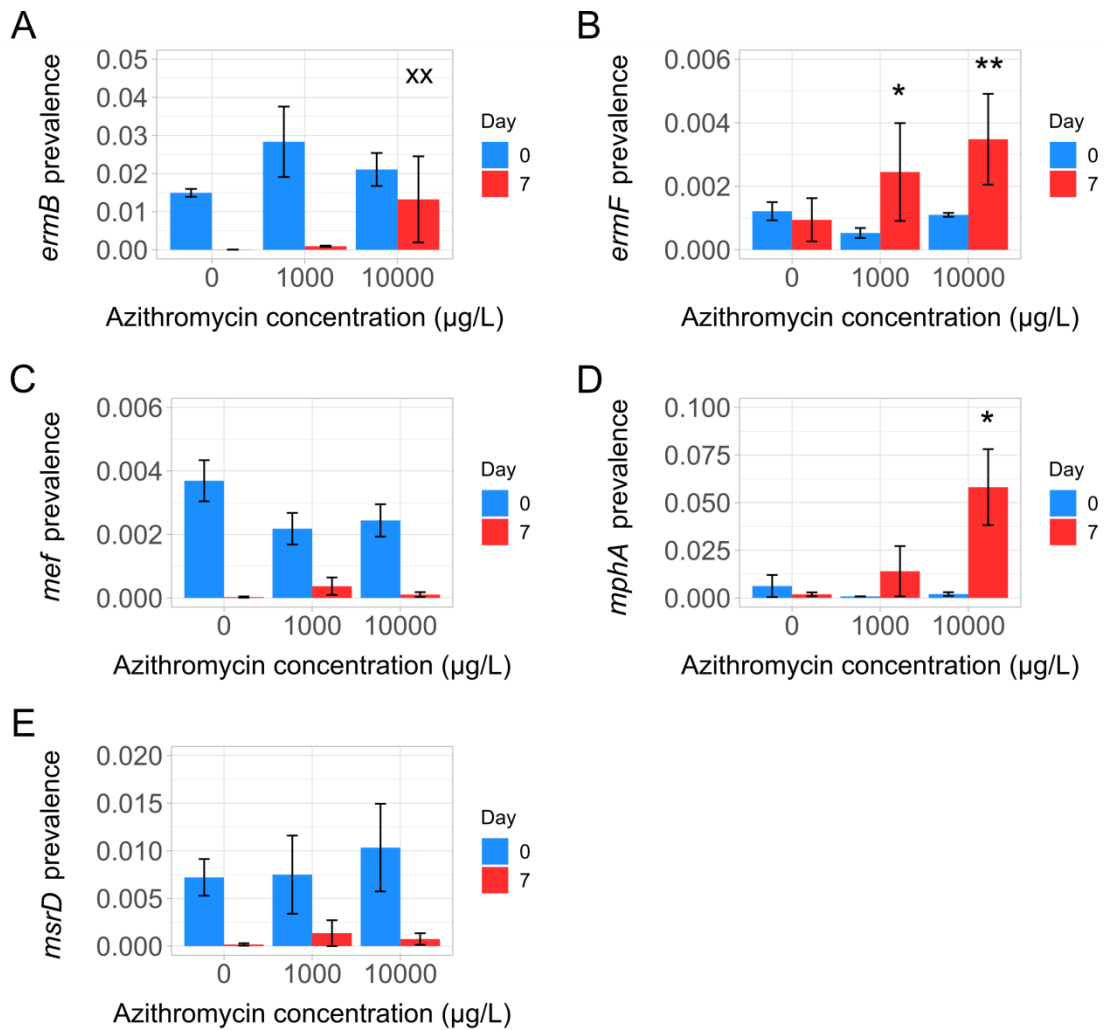 A
ermB prevalence
0.05
0.04
0.03
0.02
0.01
0.00
xx
0 1000 10000
Azithromycin concentration (µg/L)
Day
0
7
B
ermF prevalence
0.006
0.004
0.002
0.000
* **
0 1000 10000
Azithromycin concentration (µg/L)
Day
0
7
C
mef prevalence
0.006
0.004
0.002
0.000
0 1000 10000
Azithromycin concentration (µg/L)
Day
0
7
D
mphA prevalence
0.100
0.075
0.050
0.025
0.000
*
0 1000 10000
Azithromycin concentration (µg/L)
Day
0
7
E
msrD prevalence
0.020
0.015
0.010
0.005
0.000
0 1000 10000
Azithromycin concentration (µg/L)
Day
0
7